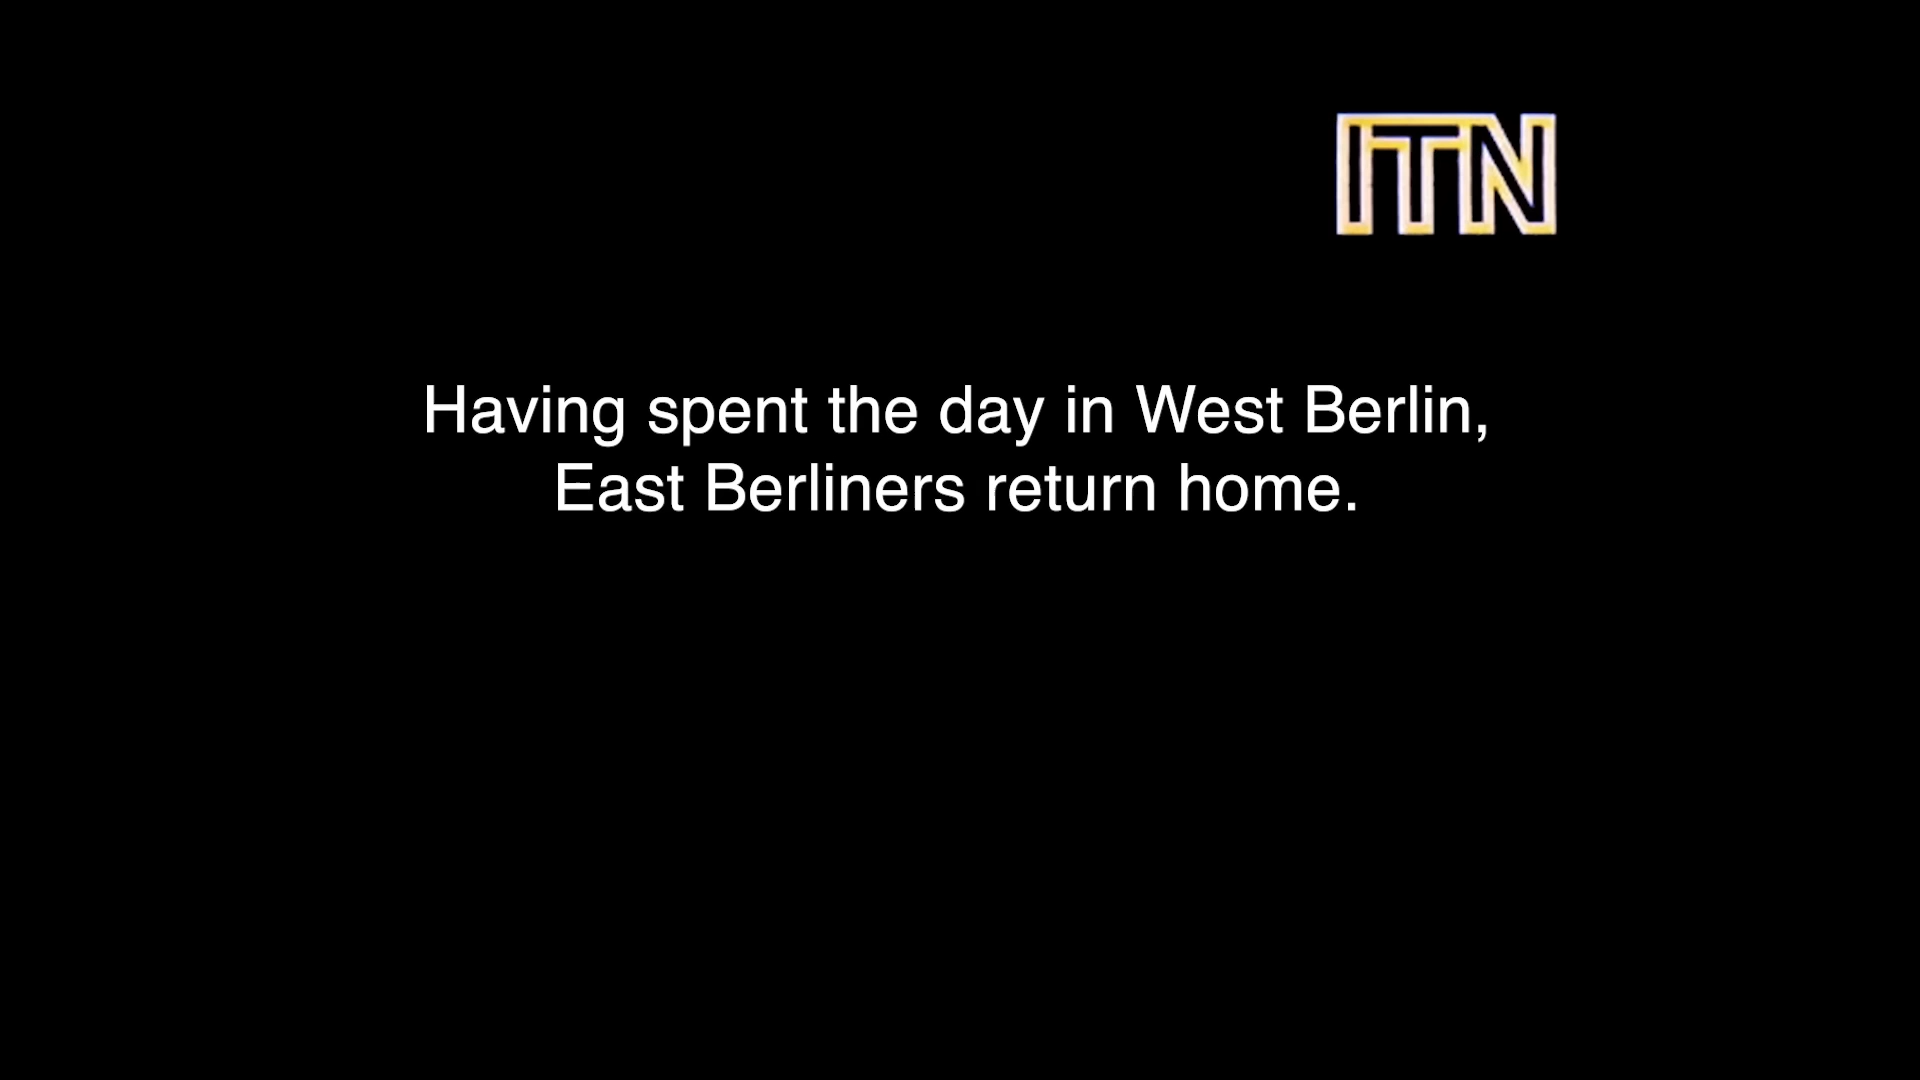 ITN
Having spent the day in West Berlin,
East Berliners return home.